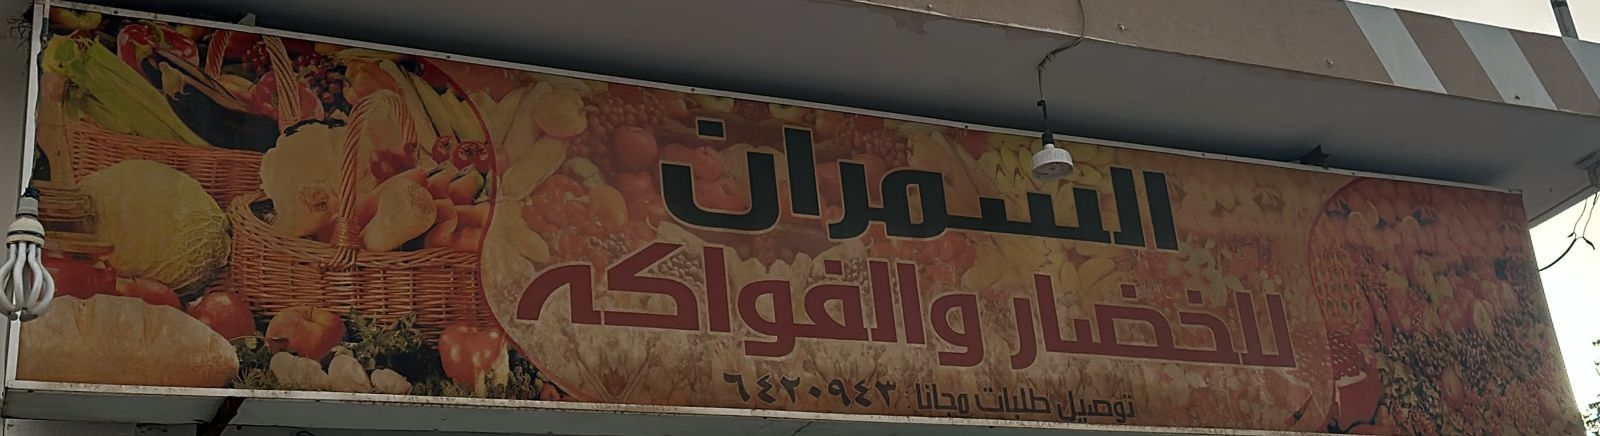 السمران
للخضار والفواكه
توصيل طلبات مجانا: ٦٤٢٠٩٤٣